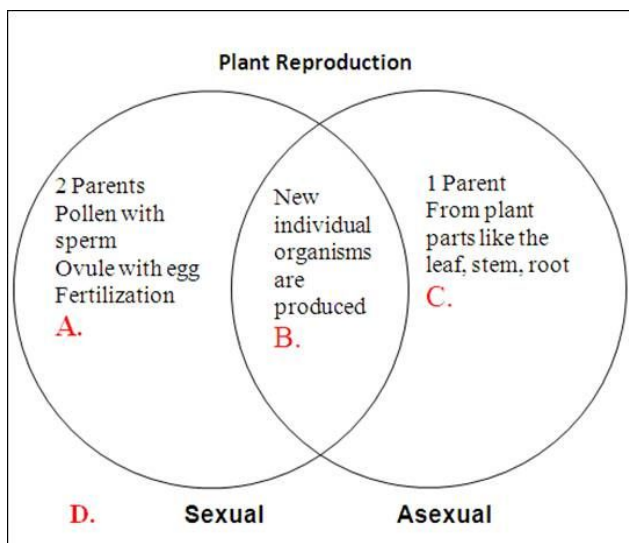 Plant Reproduction
2 Parents
Pollen with
sperm
Ovule with egg
Fertilization
A.
New
individual
organisms
are
produced
B.
1 Parent
From plant
parts like the
leaf, stem, root
C.
D. Sexual Asexual